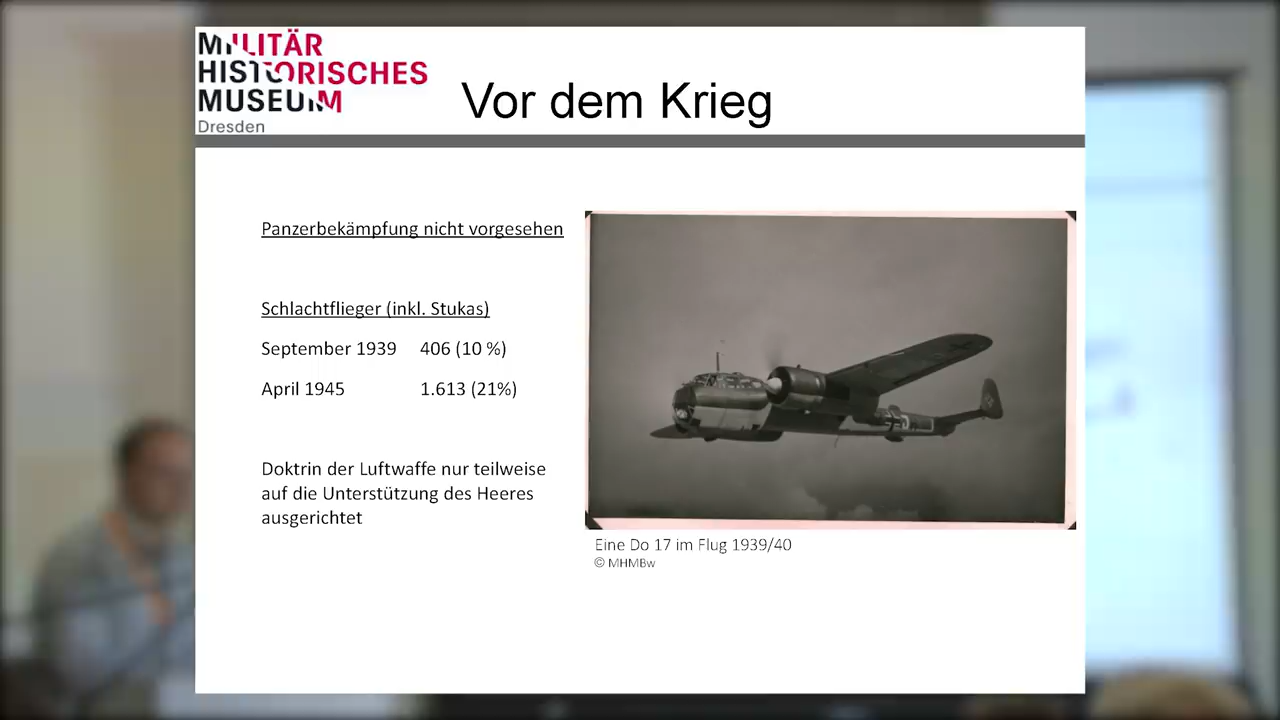 MILITÄR
HISTORISCHES
MUSEUM
Dresden
Vor dem Krieg
Panzerbekämpfung nicht vorgesehen
Schlachtflieger (inkl. Stukas)
September 1939 406 (10 %)
April 1945 1.613 (21%)
Doktrin der Luftwaffe nur teilweise
auf die Unterstützung des Heeres
ausgerichtet
Eine Do 17 im Flug 1939/40
© MHMBw